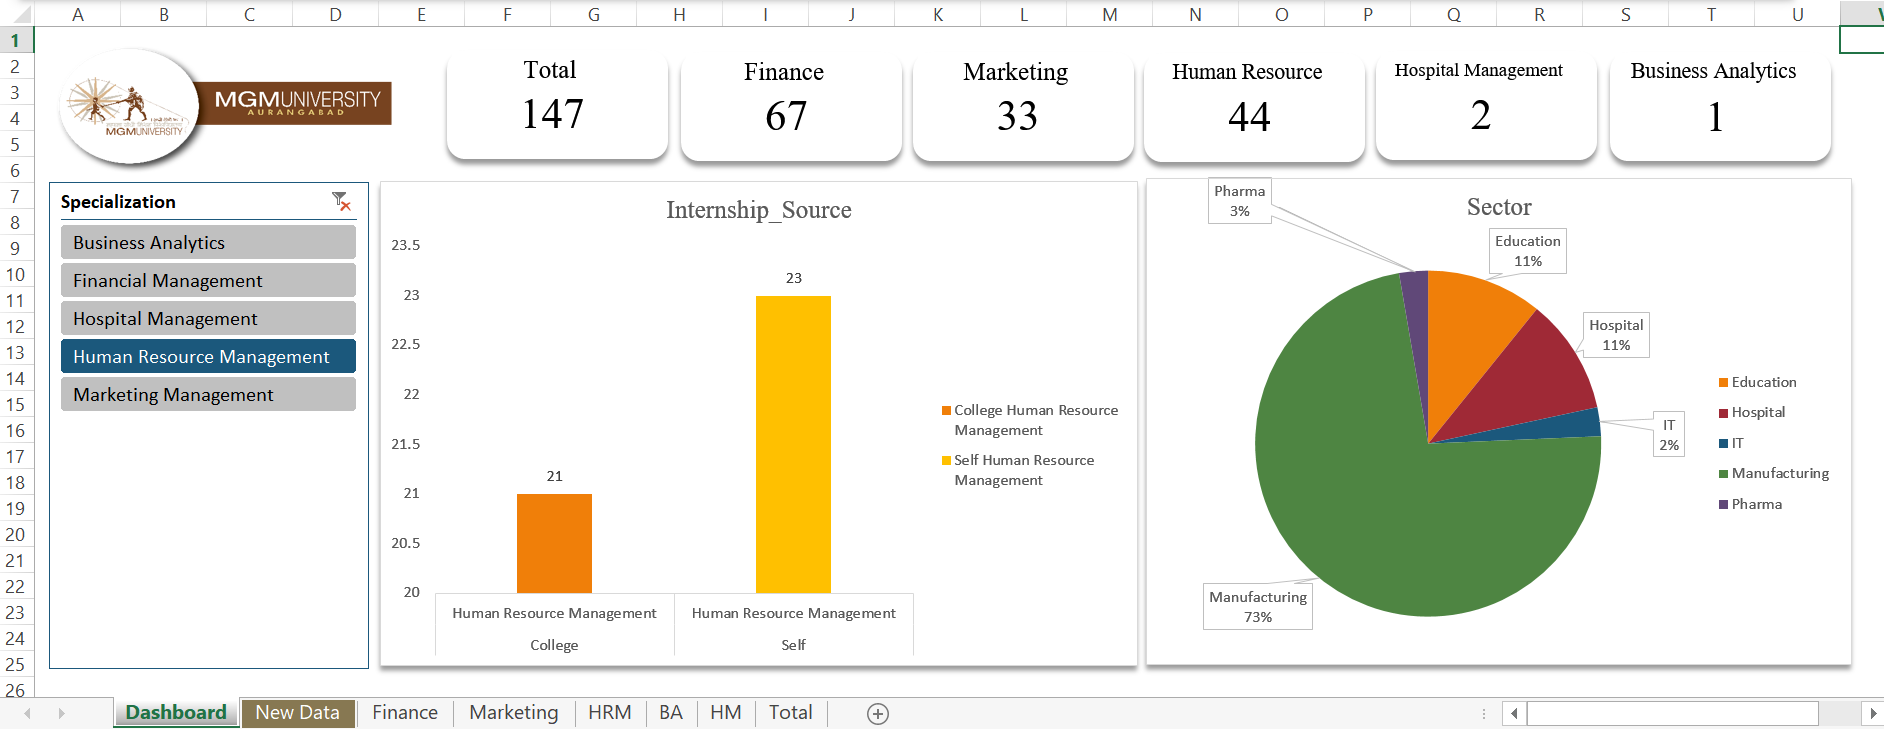 A B C D E F G H I J K L M N O P Q R S T U
1
2
3
4
5
6
7
8
9
10
11
12
13
14
15
16
17
18
19
20
21
22
23
24
25
26
MGMUNIVERSITY
MGMUNIVERSITY
AURANGABAD
Total
147
Finance
67
Marketing
33
Human Resource
44
Hospital Management
2
Business Analytics
1
Specialization
Business Analytics
Financial Management
Hospital Management
Human Resource Management
Marketing Management
Internship_Source
23.5
23
22.5
22
21.5
21
20.5
20
21
23
Human Resource Management
College
Human Resource Management
Self
College Human Resource
Management
Self Human Resource
Management
Sector
Pharma
3%
Education
11%
Hospital
11%
IT
2%
Manufacturing
73%
Education
Hospital
IT
Manufacturing
Pharma
Dashboard New Data Finance Marketing HRM BA HM Total